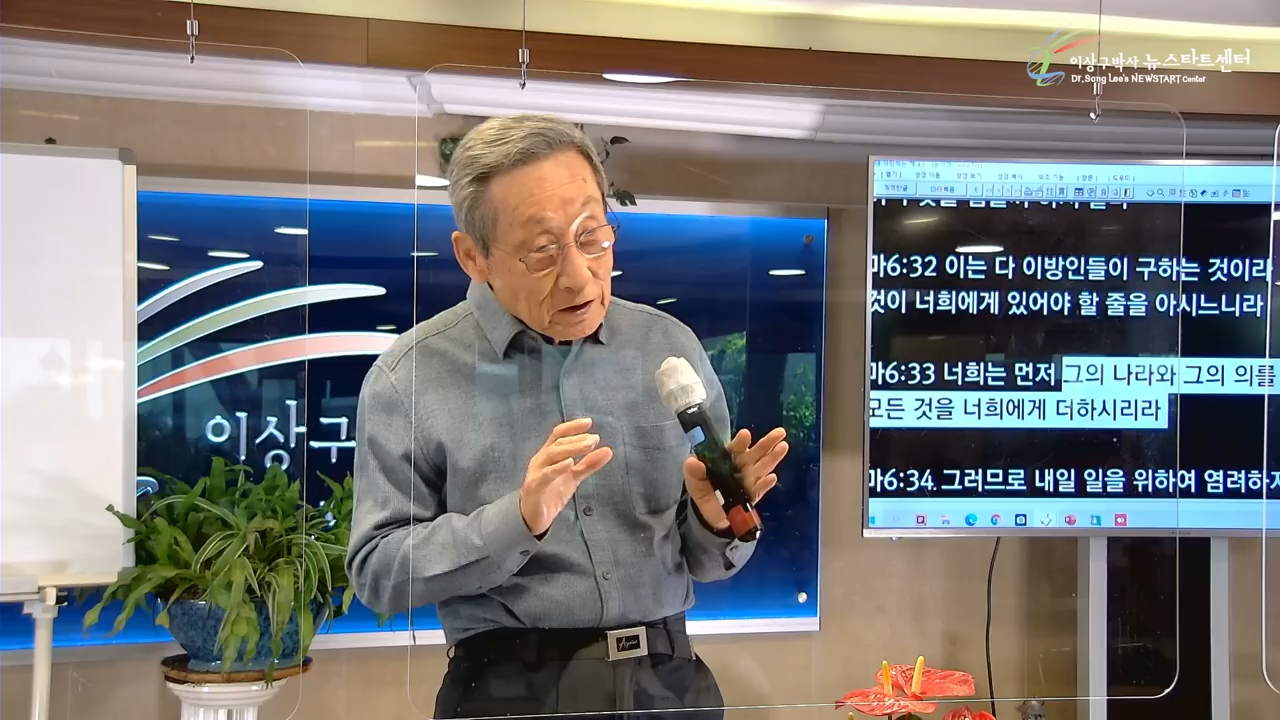 이상구박사 뉴스타트센터
Dr. Sang Lee's NEWSTART Center
마6:32 이는 다 이방인들이 구하는 것이라
것이 너희에게 있어야 할 줄을 아시느니라
마6:33 너희는 먼저 그의 나라와 그의 의를
모든 것을 너희에게 더하시리라
마6:34. 그러므로 내일 일을 위하여 염려하지
이상구